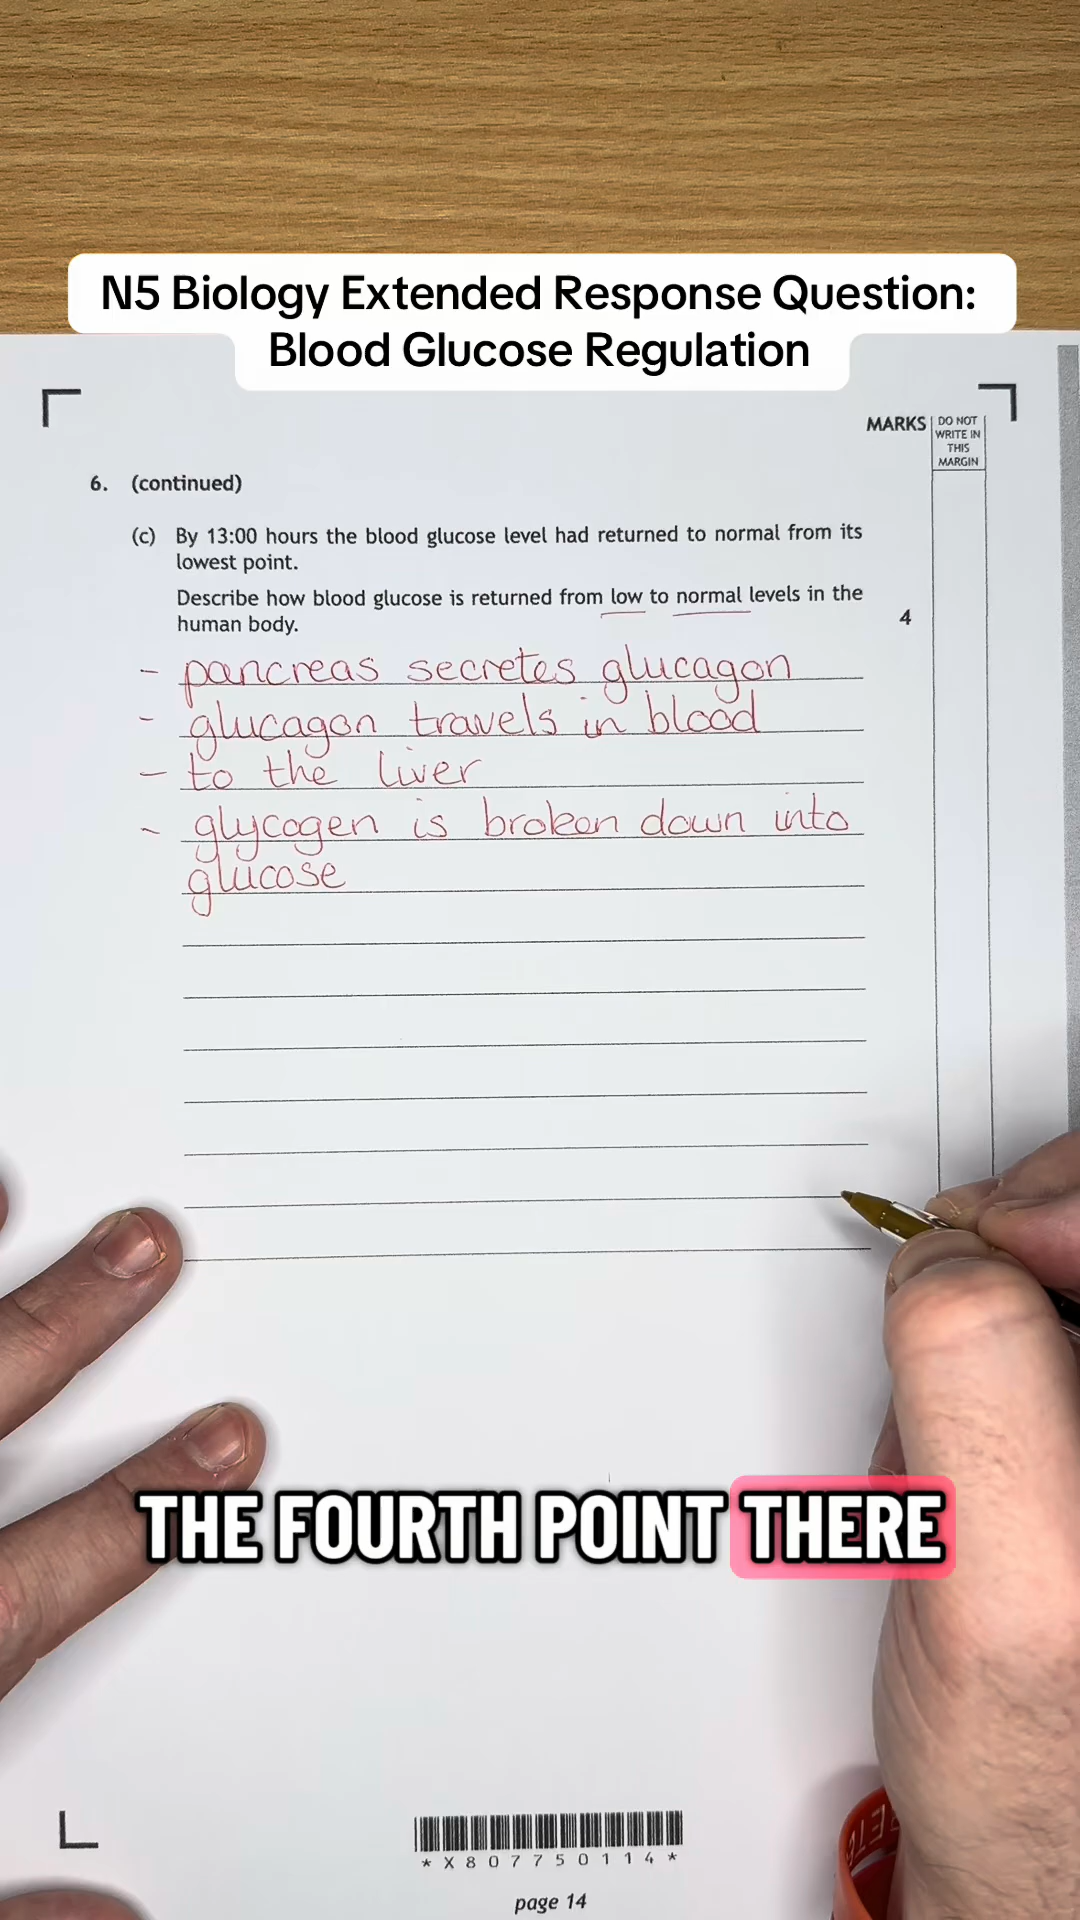 N5 Biology Extended Response Question:
Blood Glucose Regulation
MARKS
DO NOT
WRITE IN
THIS
MARGIN
6. (continued)
(c) By 13:00 hours the blood glucose level had returned to normal from its
lowest point.
Describe how blood glucose is returned from low to normal levels in the
human body.
4
- pancreas secretes glucagon
- glucagon travels in blood
- to the liver
- glycogen is broken down into
glucose
THE FOURTH POINT THERE
* X 8 0 7 7 5 0 1 1 4 *
page 14